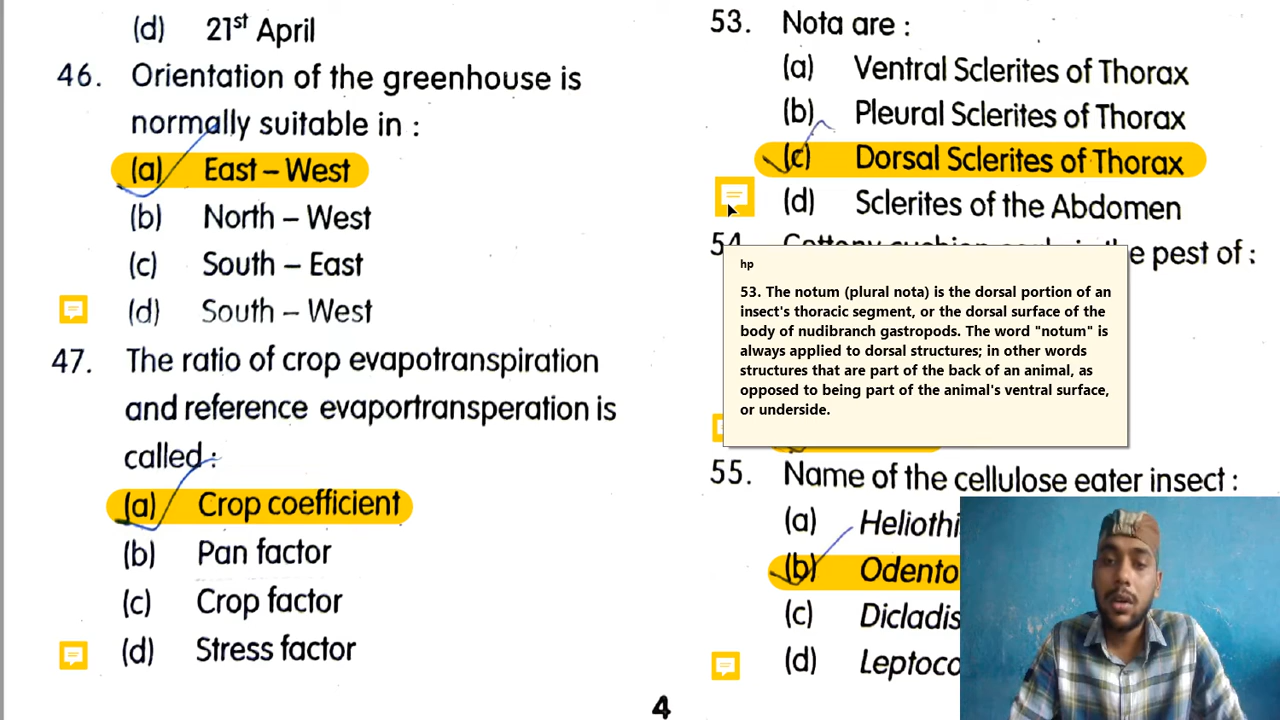 (d) 21st April
46. Orientation of the greenhouse is
normally suitable in :
(a) East – West
(b) North – West
(c) South – East
(d) South – West
47. The ratio of crop evapotranspiration
and reference evaportransperation is
called :
(a) Crop coefficient
(b) Pan factor
(c) Crop factor
(d) Stress factor
53. Nota are :
(a) Ventral Sclerites of Thorax
(b) Pleural Sclerites of Thorax
(c) Dorsal Sclerites of Thorax
(d) Sclerites of the Abdomen
54. Cottony cushion scale is the pest of :
hp
53. The notum (plural nota) is the dorsal portion of an
insect's thoracic segment, or the dorsal surface of the
body of nudibranch gastropods. The word "notum" is
always applied to dorsal structures; in other words
structures that are part of the back of an animal, as
opposed to being part of the animal's ventral surface,
or underside.
55. Name of the cellulose eater insect :
(a) Heliothi
(b) Odento
(c) Dicladis
(d) Leptoco
4